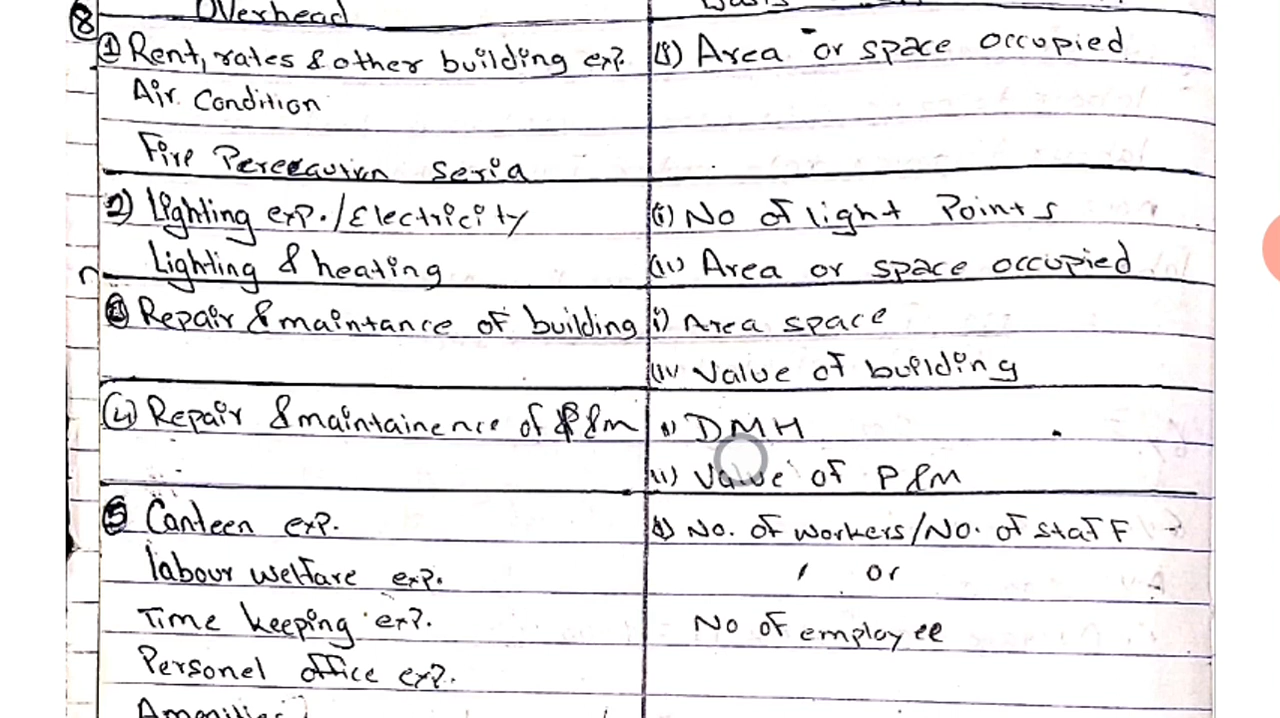 ⑧ Overhead Basis
① Rent, rates & other building exp. (i) Area or space occupied
Air Condition
Fire
2) Lighting exp. / Electricity (i) No of light Points
Lighting & heating (ii) Area or space occupied
③ Repair & maintance of building i) Area space
(ii) Value of building
④ Repair & maintainence of P&m i) DMH
ii) Value of P&M
⑤ Canteen exp. i) No. of workers/No. of staff
labour welfare exp. or
Time keeping exp. No of employee
Personel office exp.
Amenities